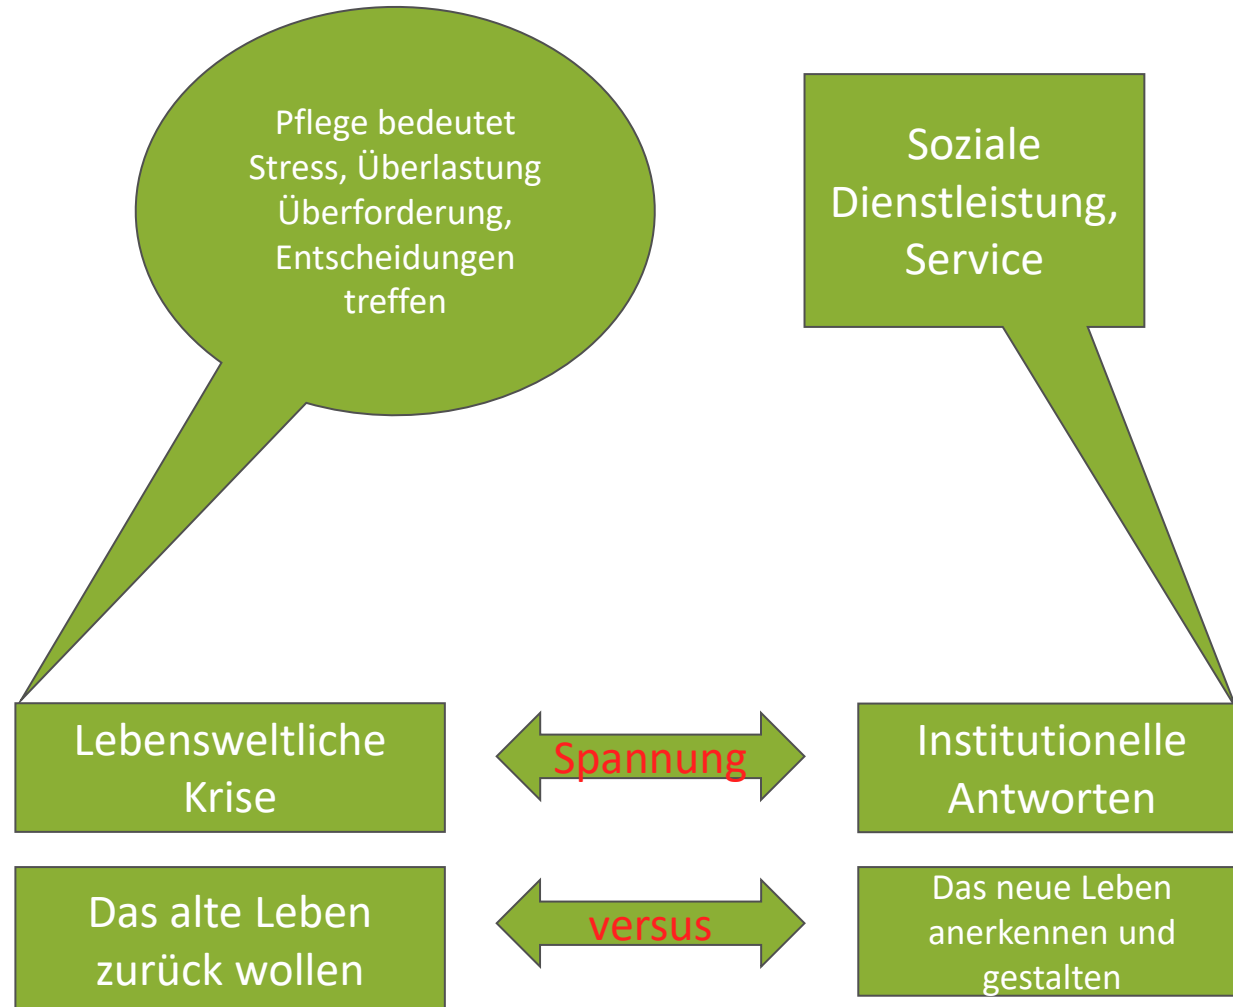 Pflege bedeutet
Stress, Überlastung
Überforderung,
Entscheidungen
treffen
Soziale
Dienstleistung,
Service
Lebensweltliche
Krise
Spannung
Institutionelle
Antworten
Das alte Leben
zurück wollen
versus
Das neue Leben
anerkennen und
gestalten